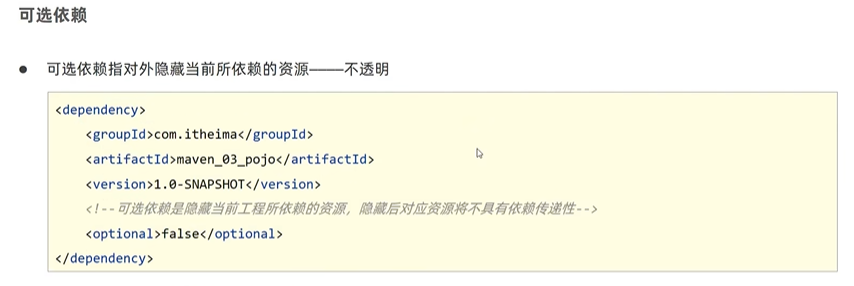 可选依赖
● 可选依赖指对外隐藏当前所依赖的资源————不透明
<dependency>
    <groupId>com.itheima</groupId>
    <artifactId>maven_03_pojo</artifactId>
    <version>1.0-SNAPSHOT</version>
    <!--可选依赖是隐藏当前工程所依赖的资源，隐藏后对应资源将不具有依赖传递性-->
    <optional>false</optional>
</dependency>